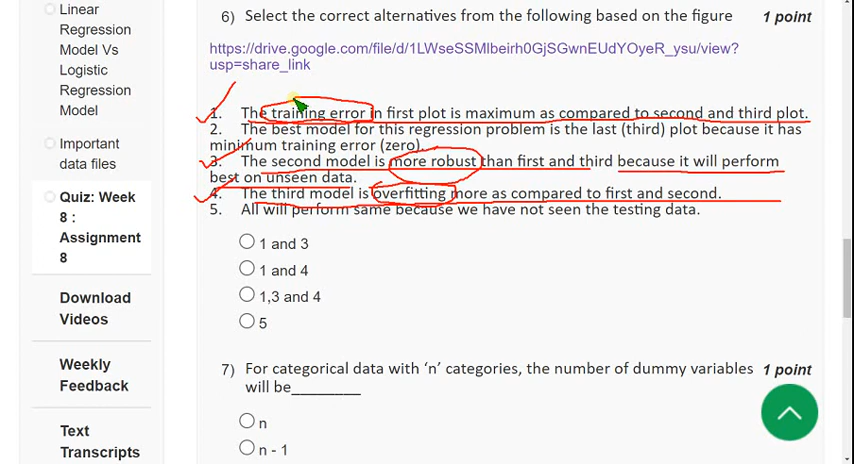 Linear
Regression
Model Vs
Logistic
Regression
Model
Important
data files
Quiz: Week
8 :
Assignment
8
Download
Videos
Weekly
Feedback
Text
Transcripts
6) Select the correct alternatives from the following based on the figure 1 point
https://drive.google.com/file/d/1LWseSSMlbeirh0GjSGwnEUdYOyeR_ysu/view?
usp=share_link
1. The training error in first plot is maximum as compared to second and third plot.
2. The best model for this regression problem is the last (third) plot because it has
minimum training error (zero).
3. The second model is more robust than first and third because it will perform
best on unseen data.
4. The third model is overfitting more as compared to first and second.
5. All will perform same because we have not seen the testing data.
1 and 3
1 and 4
1,3 and 4
5
7) For categorical data with ‘n’ categories, the number of dummy variables 1 point
will be________
n
n - 1